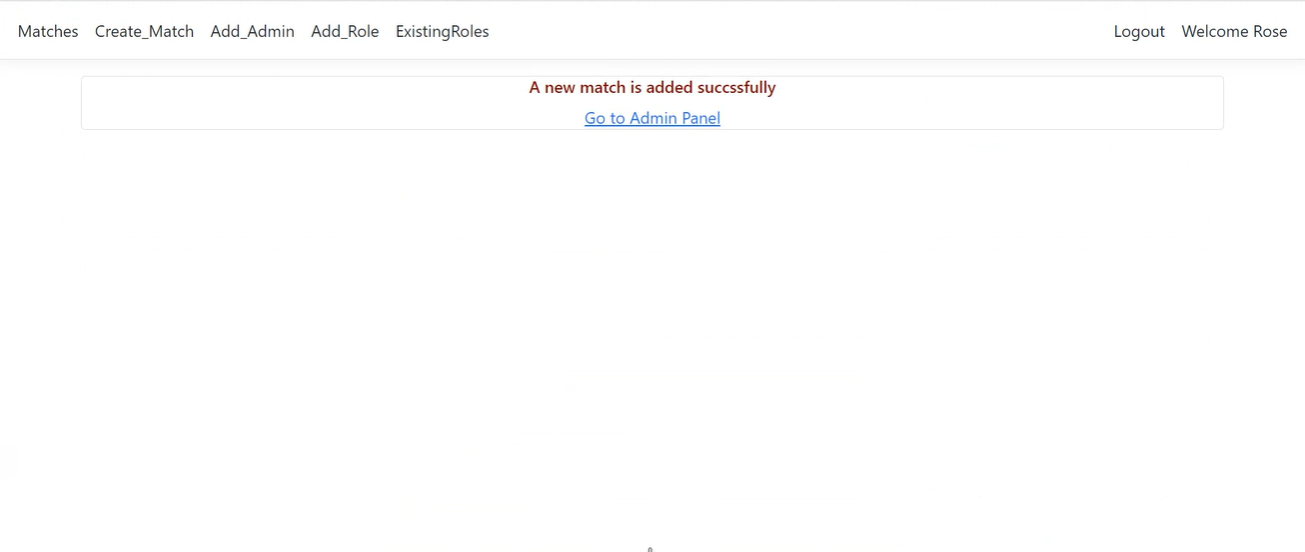 Matches Create_Match Add_Admin Add_Role ExistingRoles Logout Welcome Rose
A new match is added succssfully
Go to Admin Panel